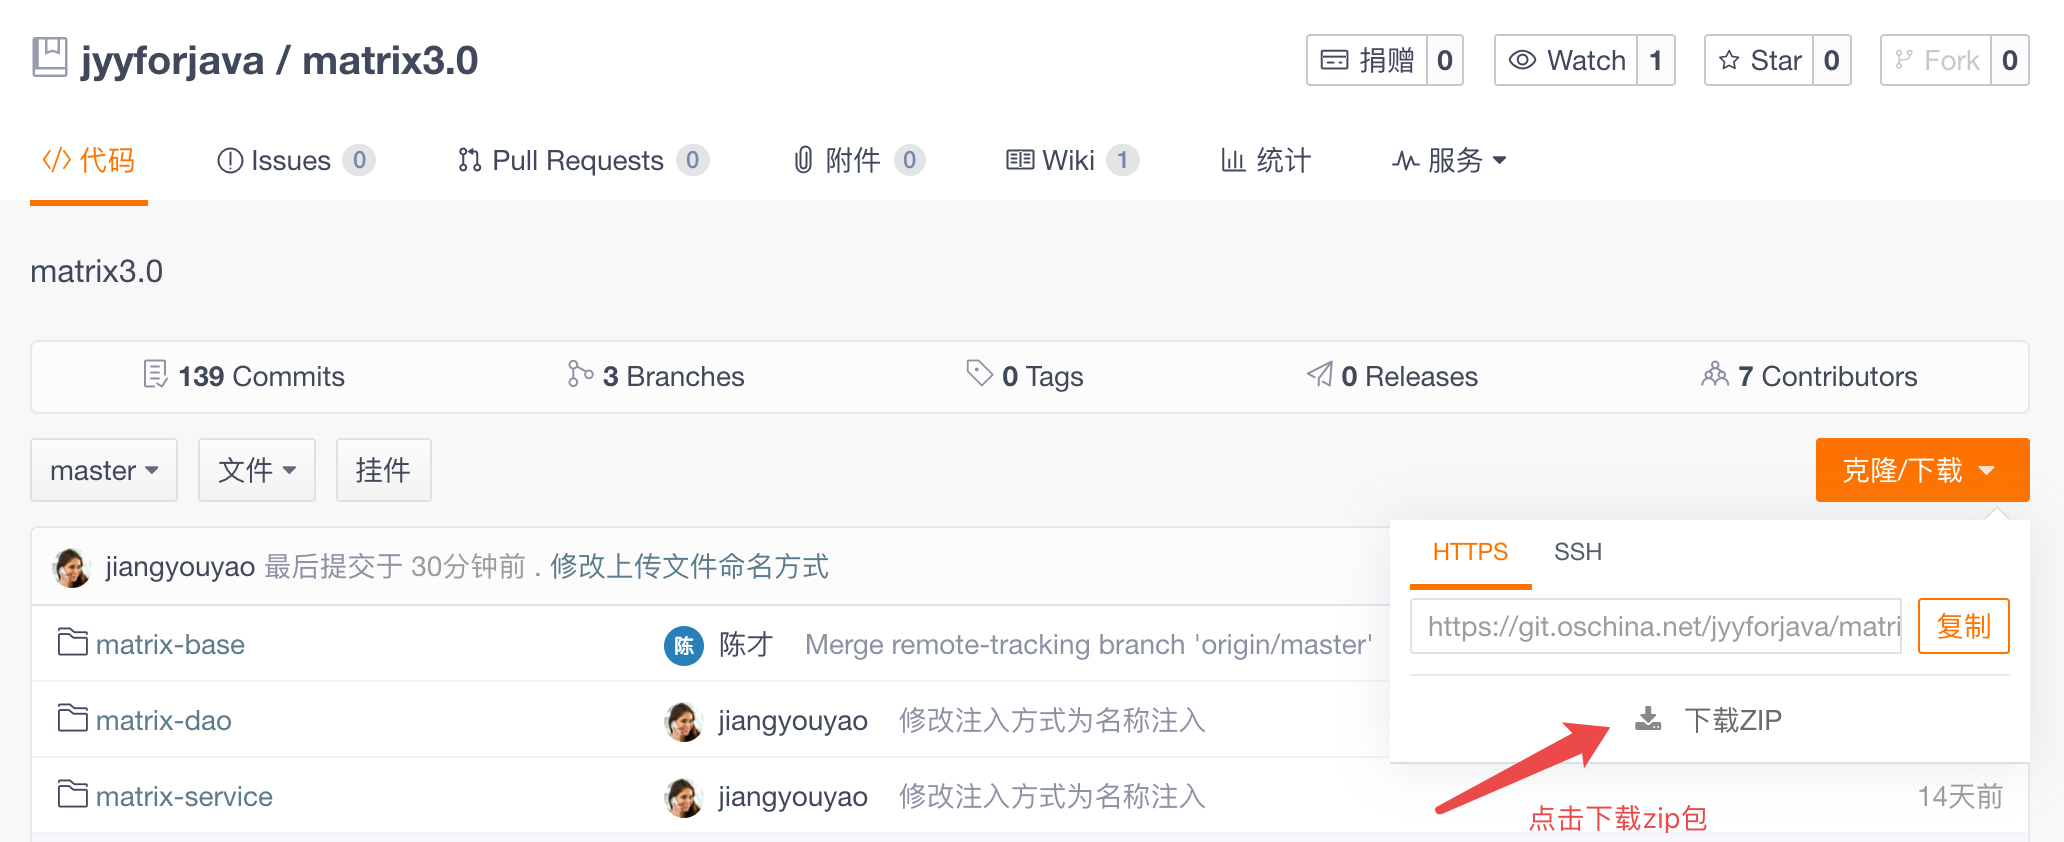 jyyforjava / matrix3.0
捐赠 0 Watch 1 Star 0 Fork 0
代码 Issues 0 Pull Requests 0 附件 0 Wiki 1 统计 服务
matrix3.0
139 Commits 3 Branches 0 Tags 0 Releases 7 Contributors
master 文件 挂件 克隆/下载
HTTPS SSH
jiangyouyao 最后提交于 30分钟前 . 修改上传文件命名方式
https://git.oschina.net/jyyforjava/matri 复制
matrix-base 陈 陈才 Merge remote-tracking branch 'origin/master'
matrix-dao jiangyouyao 修改注入方式为名称注入
下载ZIP
matrix-service jiangyouyao 修改注入方式为名称注入 14天前
点击下载zip包